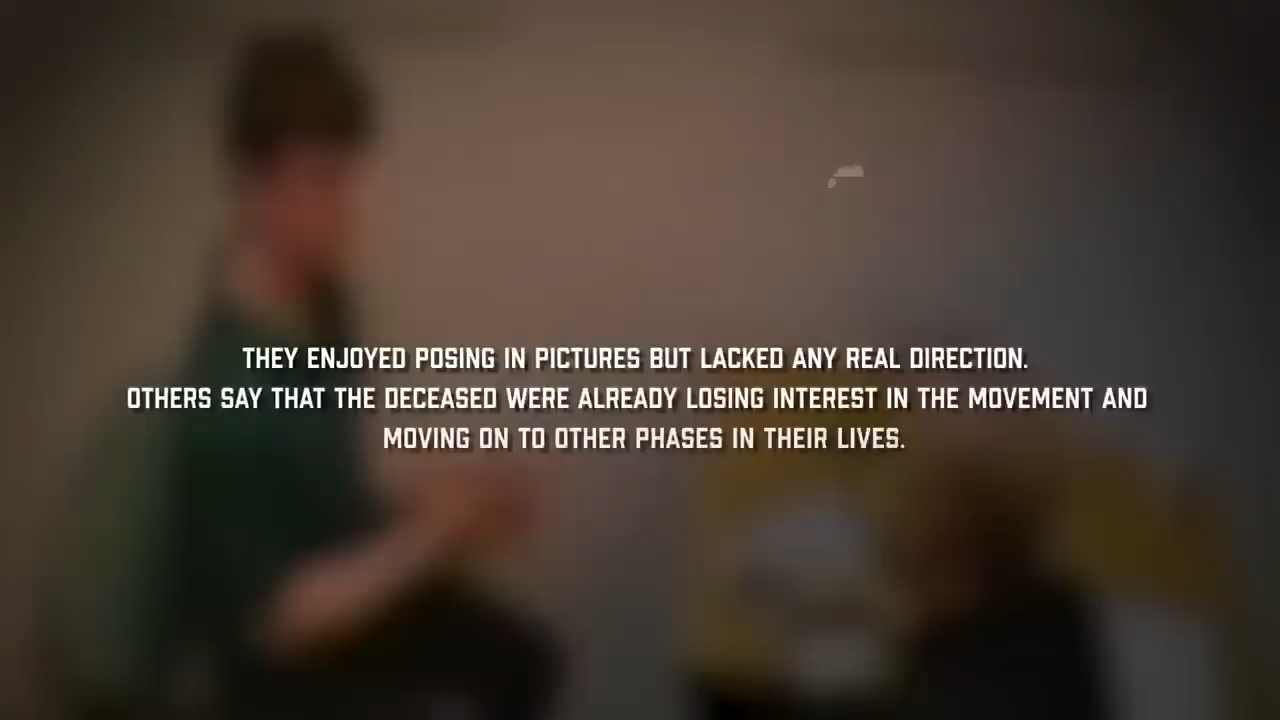 THEY ENJOYED POSING IN PICTURES BUT LACKED ANY REAL DIRECTION.
OTHERS SAY THAT THE DECEASED WERE ALREADY LOSING INTEREST IN THE MOVEMENT AND
MOVING ON TO OTHER PHASES IN THEIR LIVES.